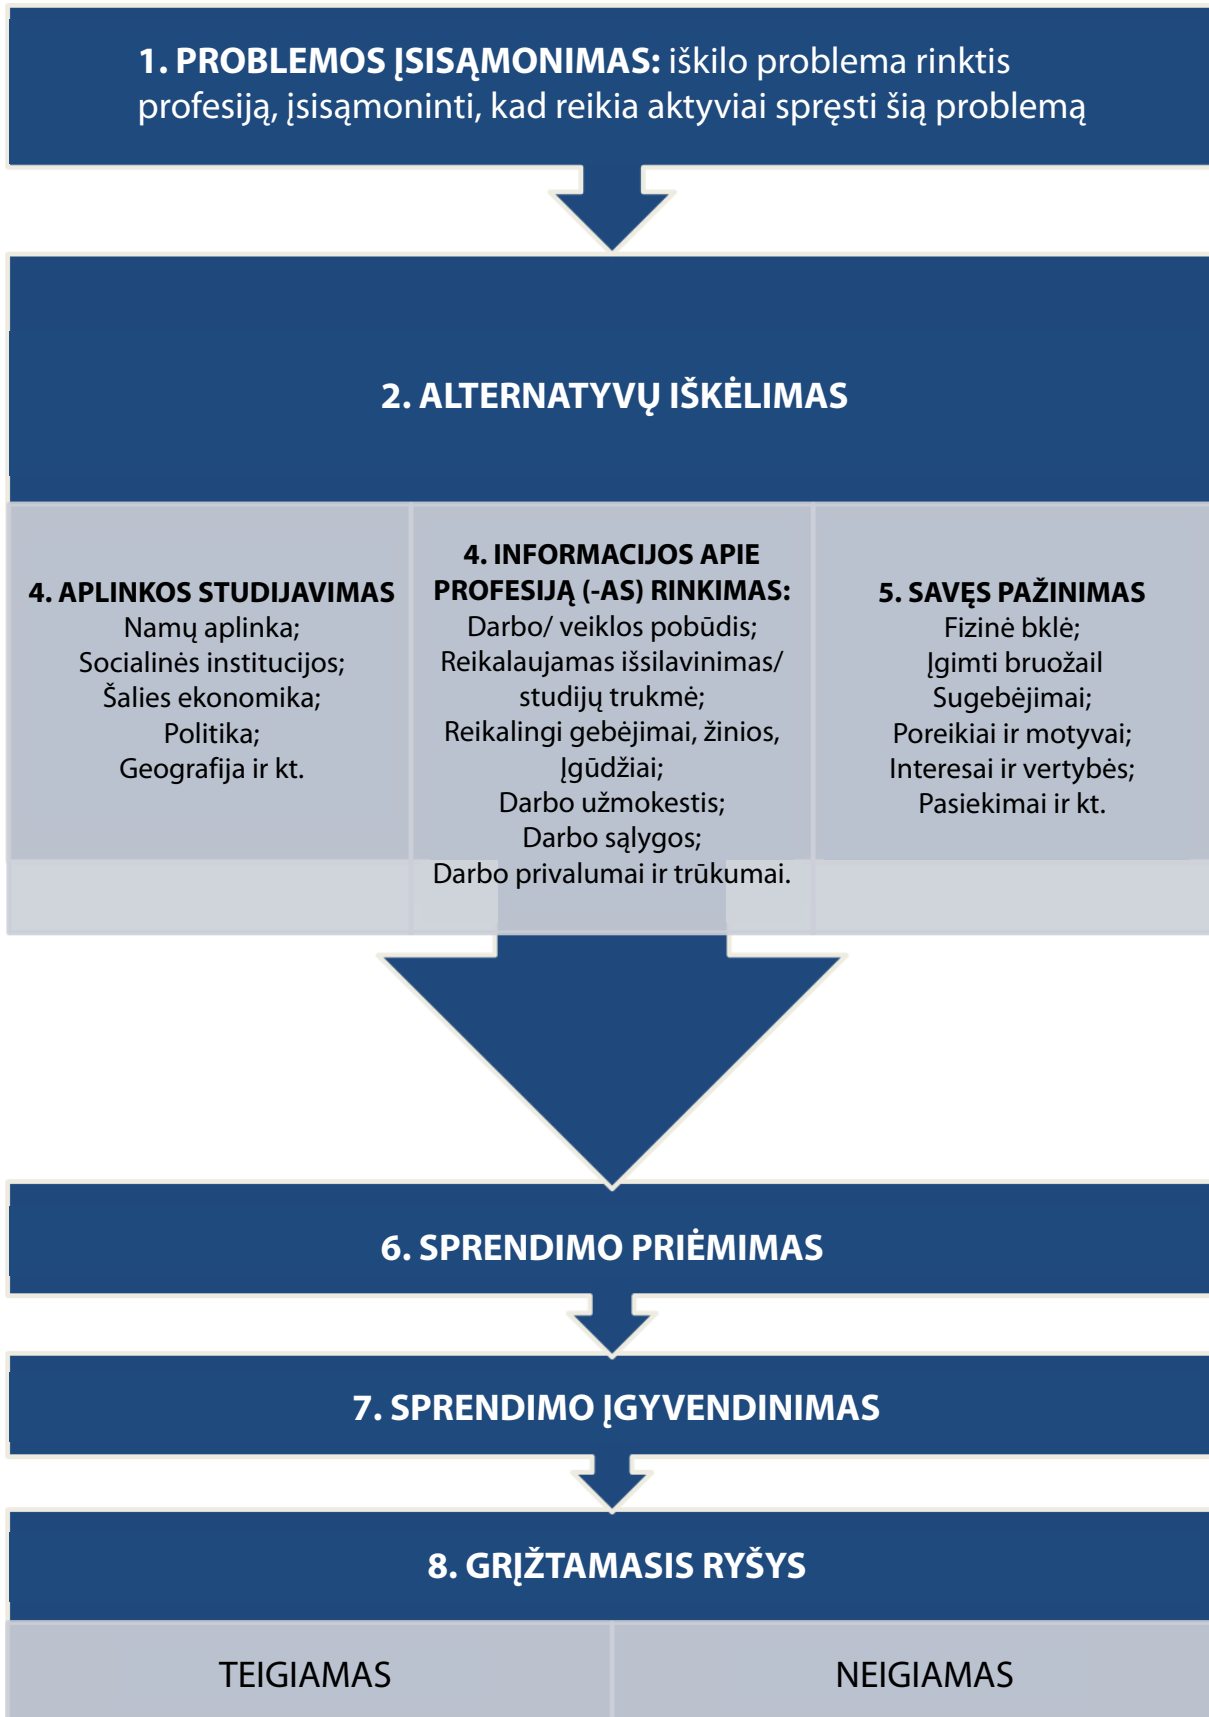 1. PROBLEMOS ĮSISĄMONIMAS: iškilo problema rinktis
profesiją, įsisąmoninti, kad reikia aktyviai spręsti šią problemą
2. ALTERNATYVŲ IŠKĖLIMAS
4. APLINKOS STUDIJAVIMAS
Namų aplinka;
Socialinės institucijos;
Šalies ekonomika;
Politika;
Geografija ir kt.
4. INFORMACIJOS APIE
PROFESIJĄ (-AS) RINKIMAS:
Darbo/ veiklos pobūdis;
Reikalaujamas išsilavinimas/
studijų trukmė;
Reikalingi gebėjimai, žinios,
Įgūdžiai;
Darbo užmokestis;
Darbo sąlygos;
Darbo privalumai ir trūkumai.
5. SAVĘS PAŽINIMAS
Fizinė bklė;
Įgimti bruožail
Sugebėjimai;
Poreikiai ir motyvai;
Interesai ir vertybės;
Pasiekimai ir kt.
6. SPRENDIMO PRIĖMIMAS
7. SPRENDIMO ĮGYVENDINIMAS
8. GRĮŽTAMASIS RYŠYS
TEIGIAMAS
NEIGIAMAS